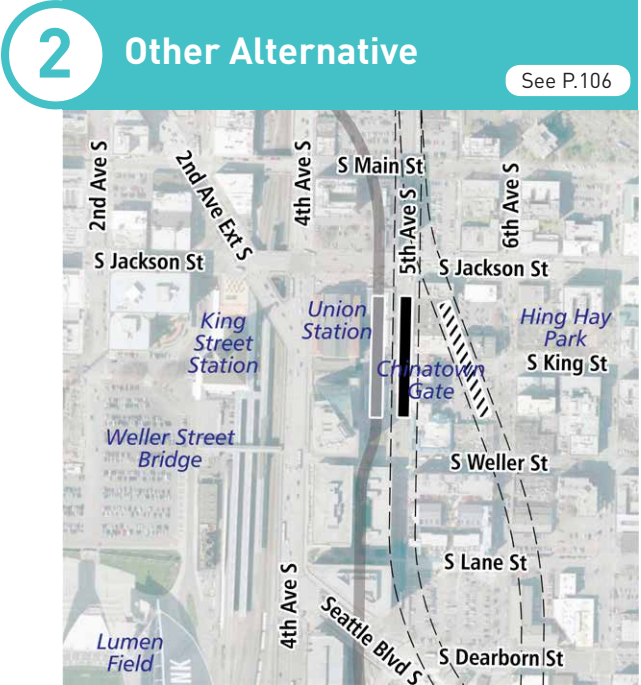 2
Other Alternative
See P.106
2nd Ave S
2nd Ave Ext S
4th Ave S
S Main St
5th Ave S
6th Ave S
S Jackson St
S Jackson St
King
Street
Station
Union
Station
Hing Hay
Park
S King St
Chinatown
Gate
Weller Street
Bridge
S Weller St
S Lane St
4th Ave S
Seattle Blvd S
S Dearborn St
Lumen
Field
NK